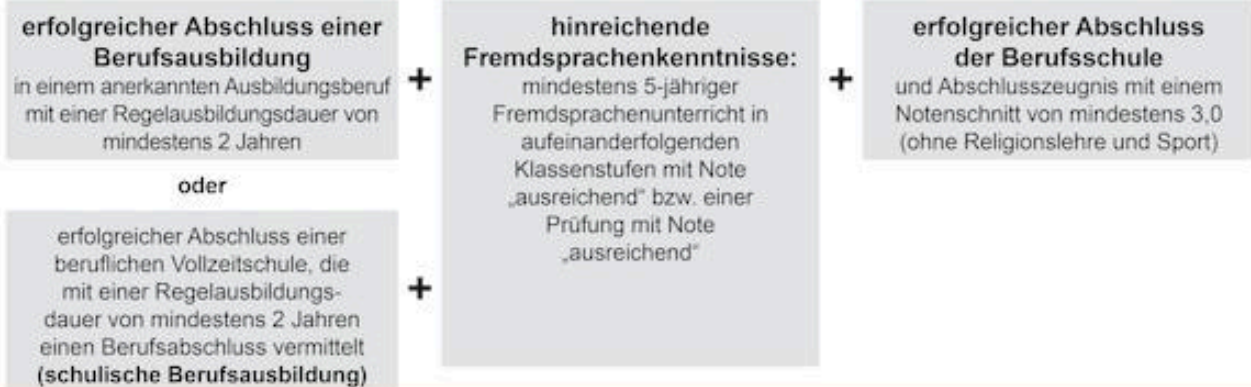 erfolgreicher Abschluss einer
Berufsausbildung
in einem anerkannten Ausbildungsberuf
mit einer Regelausbildungsdauer von
mindestens 2 Jahren
+
hinreichende
Fremdsprachenkenntnisse:
mindestens 5-jähriger
Fremdsprachenunterricht in
aufeinanderfolgenden
Klassenstufen mit Note
„ausreichend“ bzw. einer
Prüfung mit Note
„ausreichend“
+
erfolgreicher Abschluss
der Berufsschule
und Abschlusszeugnis mit einem
Notenschnitt von mindestens 3,0
(ohne Religionslehre und Sport)
oder
erfolgreicher Abschluss einer
beruflichen Vollzeitschule, die
mit einer Regelausbildungs-
dauer von mindestens 2 Jahren
einen Berufsabschluss vermittelt
(schulische Berufsausbildung)
+